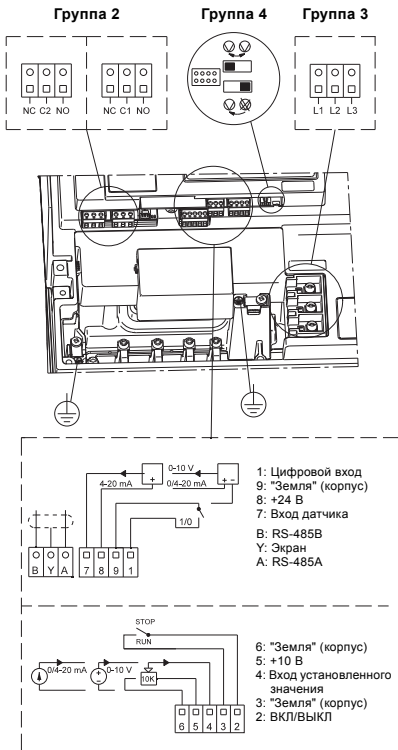 Группа 2 Группа 4 Группа 3
NC C2 NO NC C1 NO L1 L2 L3
0-10 V
4-20 mA 0/4-20 mA
1/0
B Y A 7 8 9 1
1: Цифровой вход
9: "Земля" (корпус)
8: +24 В
7: Вход датчика
B: RS-485B
Y: Экран
A: RS-485A
STOP
RUN
0/4-20 mA 0-10 V
10K
6 5 4 3 2
6: "Земля" (корпус)
5: +10 В
4: Вход установленного
значения
3: "Земля" (корпус)
2: ВКЛ/ВЫКЛ